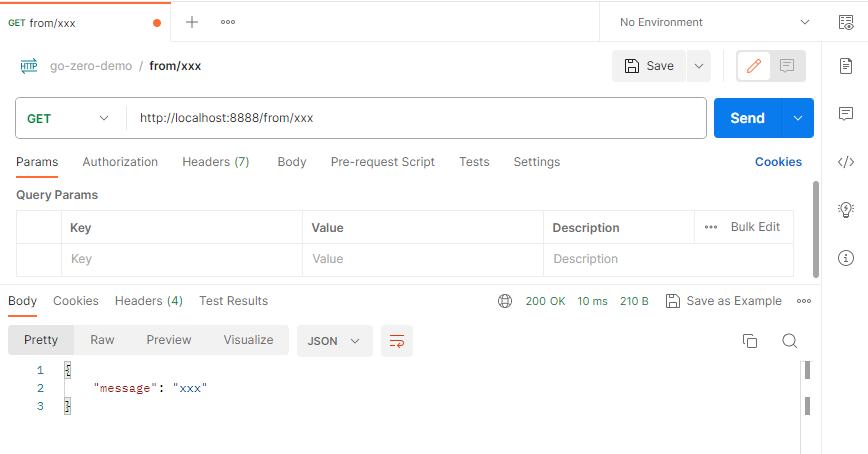 GET from/xxx No Environment
HTTP go-zero-demo / from/xxx Save
GET http://localhost:8888/from/xxx Send
Params Authorization Headers (7) Body Pre-request Script Tests Settings Cookies
Query Params
Key Value Description Bulk Edit
Key Value Description
Body Cookies Headers (4) Test Results 200 OK 10 ms 210 B Save as Example
Pretty Raw Preview Visualize JSON
1 {
2 "message": "xxx"
3 }